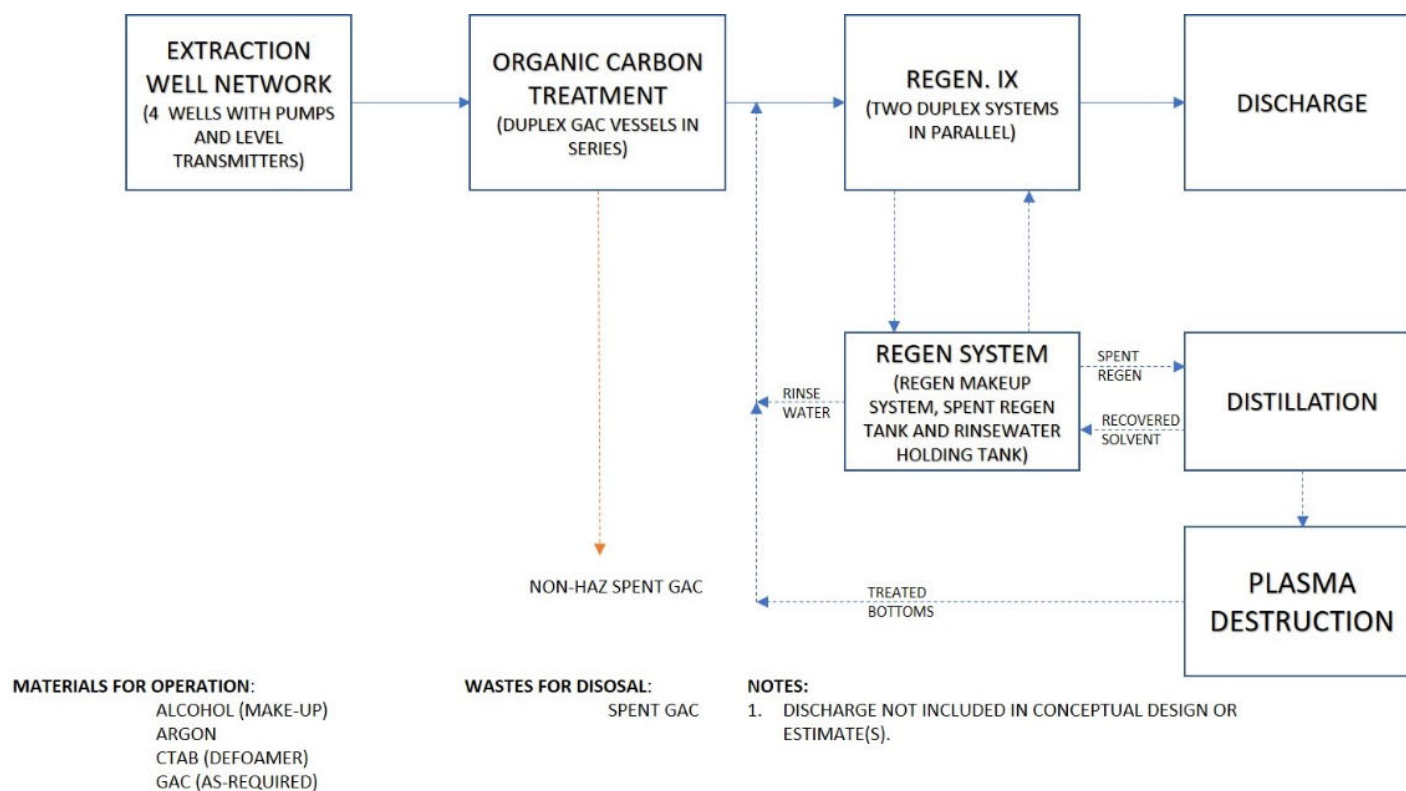 EXTRACTION
WELL NETWORK
(4 WELLS WITH PUMPS
AND LEVEL
TRANSMITTERS)
ORGANIC CARBON
TREATMENT
(DUPLEX GAC VESSELS IN
SERIES)
REGEN. IX
(TWO DUPLEX SYSTEMS
IN PARALLEL)
DISCHARGE
REGEN SYSTEM
(REGEN MAKEUP
SYSTEM, SPENT REGEN
TANK AND RINSEWATER
HOLDING TANK)
SPENT
REGEN
RECOVERED
SOLVENT
DISTILLATION
RINSE
WATER
NON-HAZ SPENT GAC
TREATED
BOTTOMS
PLASMA
DESTRUCTION
MATERIALS FOR OPERATION:
ALCOHOL (MAKE-UP)
ARGON
CTAB (DEFOAMER)
GAC (AS-REQUIRED)
WASTES FOR DISOSAL:
SPENT GAC
NOTES:
1. DISCHARGE NOT INCLUDED IN CONCEPTUAL DESIGN OR
ESTIMATE(S).